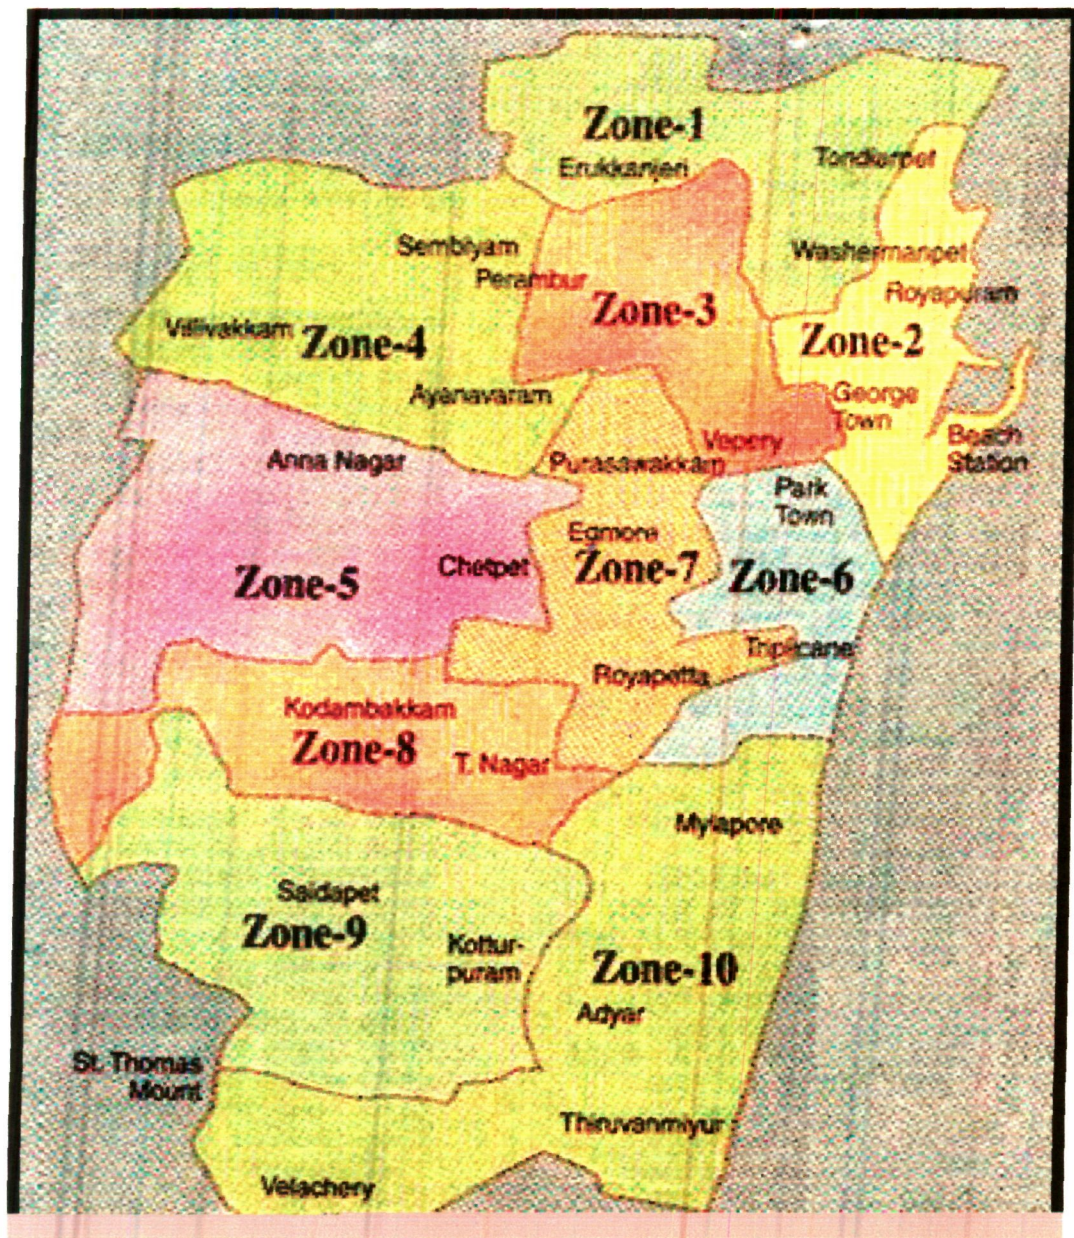 Zone-1
Tondiarpet
Erukkanjeri
Sembiyam
Washermanpet
Perambur
Royapuram
Zone-3
Villivakkam
Zone-4
Zone-2
Ayanavaram
George
Town
Vepery
Beach
Station
Anna Nagar
Purasawakkam
Park
Town
Egmore
Chetpet
Zone-7
Zone-6
Zone-5
Triplicane
Royapetta
Kodambakkam
Zone-8
T. Nagar
Mylapore
Saidapet
Zone-9
Kottur-
puram
Zone-10
Adyar
St. Thomas
Mount
Thiruvanmiyur
Velachery